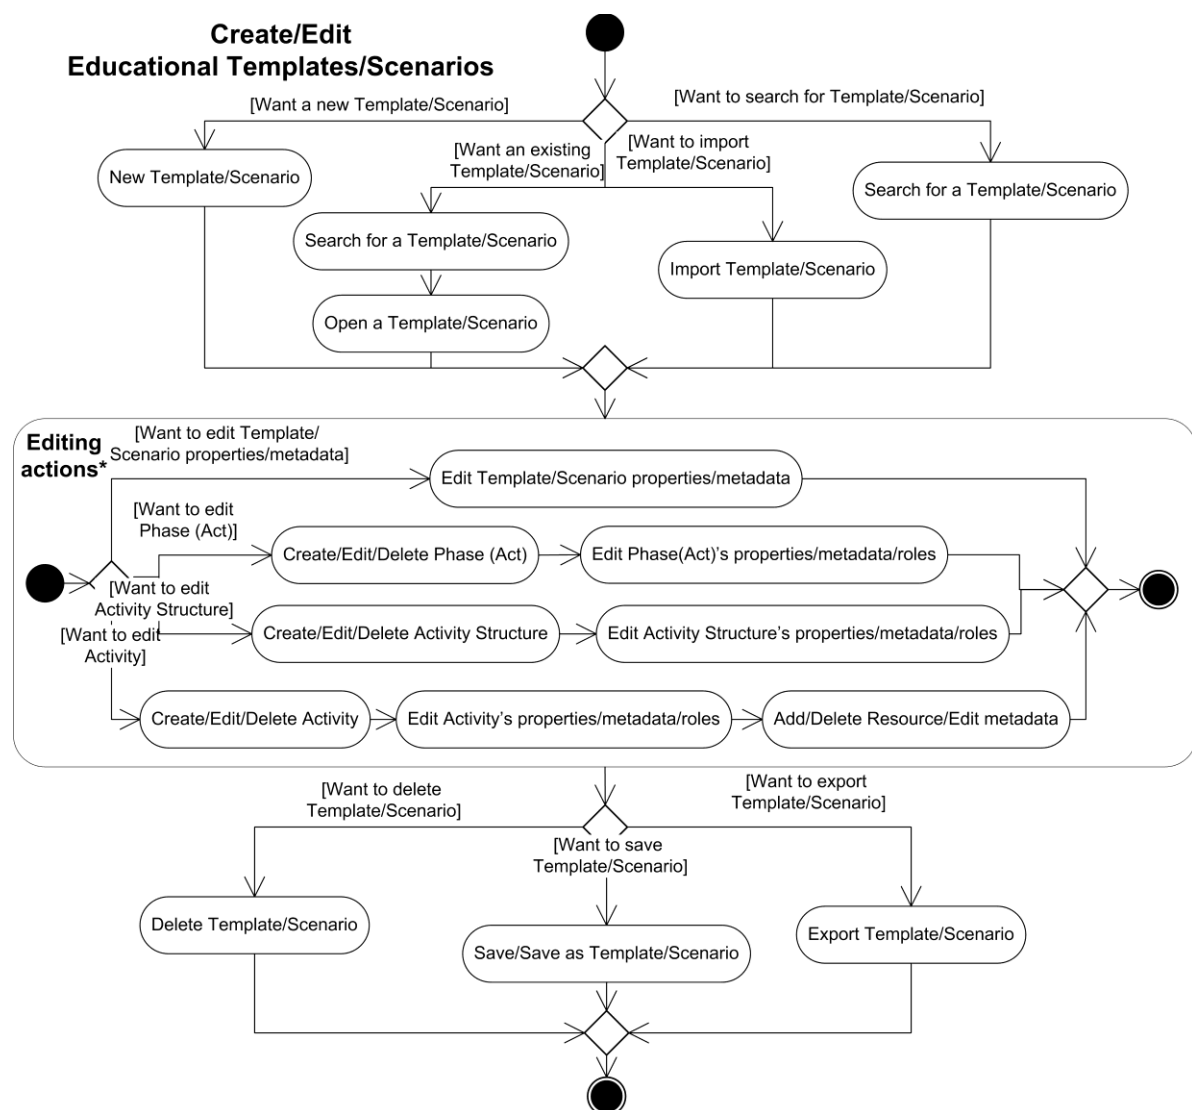 Create/Edit
Educational Templates/Scenarios
[Want a new Template/Scenario]
[Want to search for Template/Scenario]
[Want an existing
Template/Scenario]
[Want to import
Template/Scenario]
New Template/Scenario
Search for a Template/Scenario
Search for a Template/Scenario
Import Template/Scenario
Open a Template/Scenario
Editing
actions*
[Want to edit Template/
Scenario properties/metadata]
Edit Template/Scenario properties/metadata
[Want to edit
Phase (Act)]
Create/Edit/Delete Phase (Act)
Edit Phase(Act)'s properties/metadata/roles
[Want to edit
Activity Structure]
Create/Edit/Delete Activity Structure
Edit Activity Structure's properties/metadata/roles
[Want to edit
Activity]
Create/Edit/Delete Activity
Edit Activity's properties/metadata/roles
Add/Delete Resource/Edit metadata
[Want to delete
Template/Scenario]
[Want to export
Template/Scenario]
[Want to save
Template/Scenario]
Delete Template/Scenario
Save/Save as Template/Scenario
Export Template/Scenario